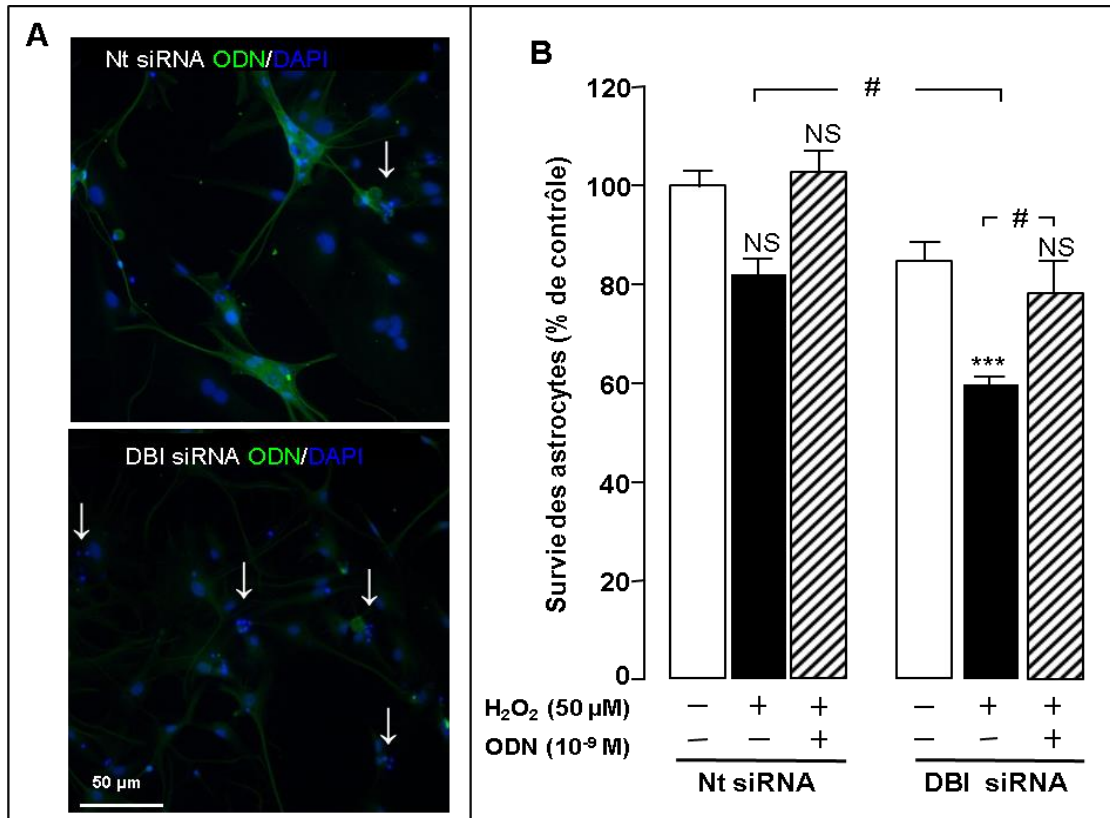 A
Nt siRNA ODN/DAPI
DBI siRNA ODN/DAPI
50 µm
B
Survie des astrocytes (% de contrôle)
120
100
80
60
40
20
0
#
NS
NS
# 
NS
***
H₂O₂ (50 µM) – + + – + +
ODN (10⁻⁹ M) – – + – – +
Nt siRNA DBI siRNA